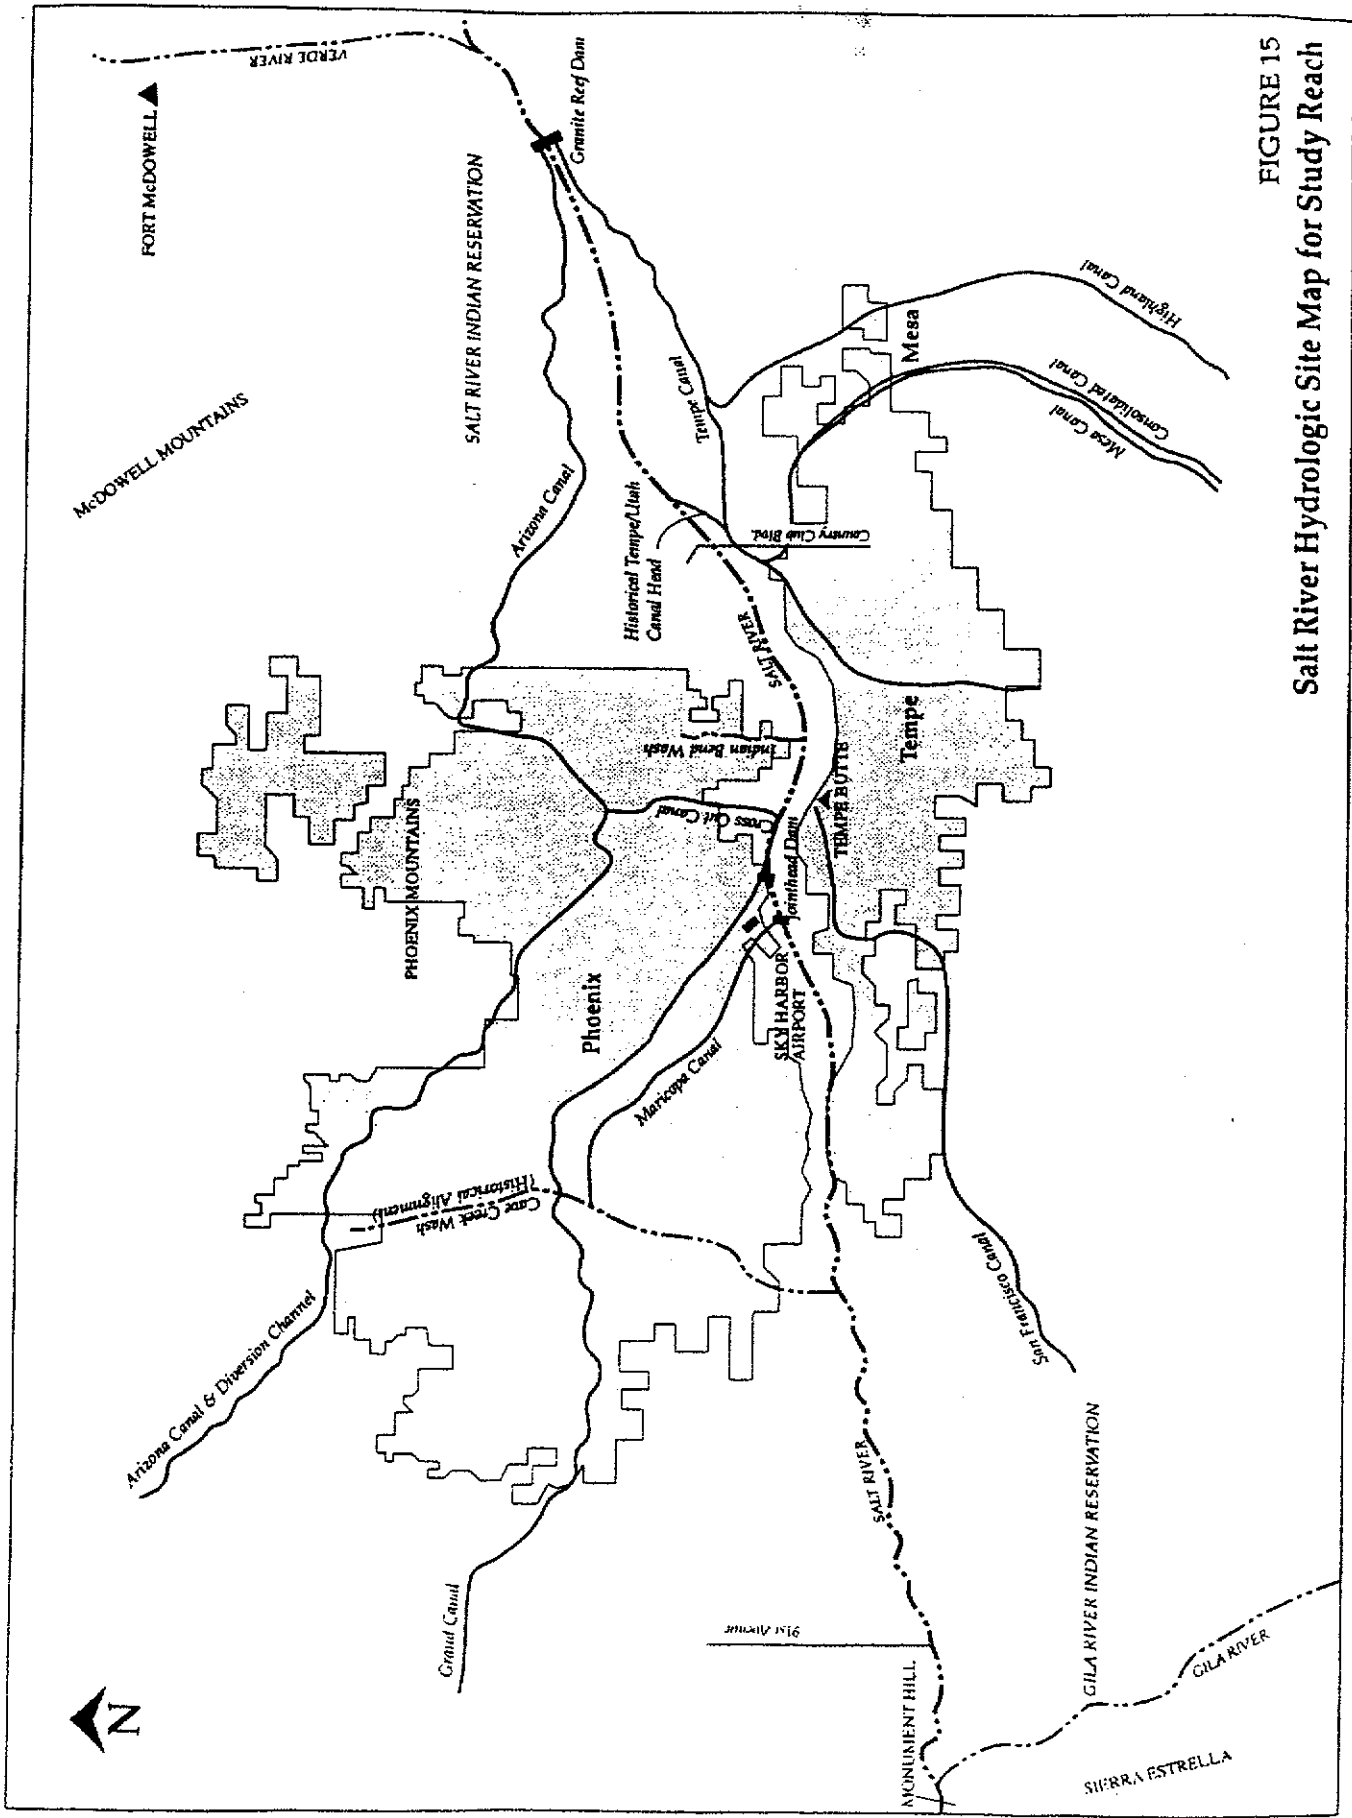 VERDE RIVER
FORT McDOWELL
Granite Reef Dam
SALT RIVER INDIAN RESERVATION
McDOWELL MOUNTAINS
Arizona Canal
Tempe Canal
Highland Canal
Mesa
Consolidated Canal
Mesa Canal
Historical Tempe/Utah
Canal Head
Country Club Blvd.
SALT RIVER
Indian Bend Wash
Tempe
TEMPE BUTTE
Cross Cut Canal
Jointhead Dam
PHOENIX MOUNTAINS
Phoenix
SKY HARBOR
AIRPORT
Maricopa Canal
Cave Creek Wash
(Historical Alignment)
San Francisco Canal
Arizona Canal & Diversion Channel
Grand Canal
SALT RIVER
91st Avenue
GILA RIVER INDIAN RESERVATION
GILA RIVER
MONUMENT HILL
SIERRA ESTRELLA
N
FIGURE 15
Salt River Hydrologic Site Map for Study Reach